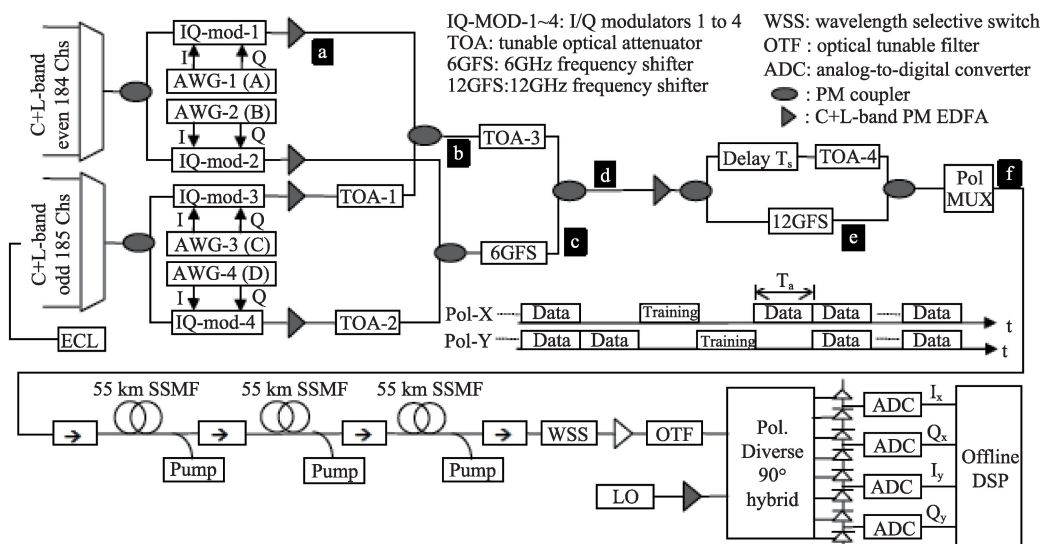 IQ-MOD-1~4: I/Q modulators 1 to 4
TOA: tunable optical attenuator
6GFS: 6GHz frequency shifter
12GFS:12GHz frequency shifter
WSS: wavelength selective switch
OTF : optical tunable filter
ADC: analog-to-digital converter
: PM coupler
: C+L-band PM EDFA
C+L-band
even 184 Chs
IQ-mod-1
I
Q
AWG-1 (A)
AWG-2 (B)
I
Q
IQ-mod-2
a
C+L-band
odd 185 Chs
IQ-mod-3
TOA-1
I
Q
AWG-3 (C)
AWG-4 (D)
I
Q
IQ-mod-4
TOA-2
ECL
b
TOA-3
6GFS
c
d
Delay Ts
TOA-4
12GFS
e
Pol
MUX
f
Ta
Pol-X
Data
Training
Data
Data
Data
t
Pol-Y
Data
Data
Training
Data
Data
t
55 km SSMF
55 km SSMF
55 km SSMF
Pump
Pump
Pump
WSS
OTF
LO
Pol.
Diverse
90°
hybrid
ADC
Ix
ADC
Qx
ADC
Iy
ADC
Qy
Offline
DSP